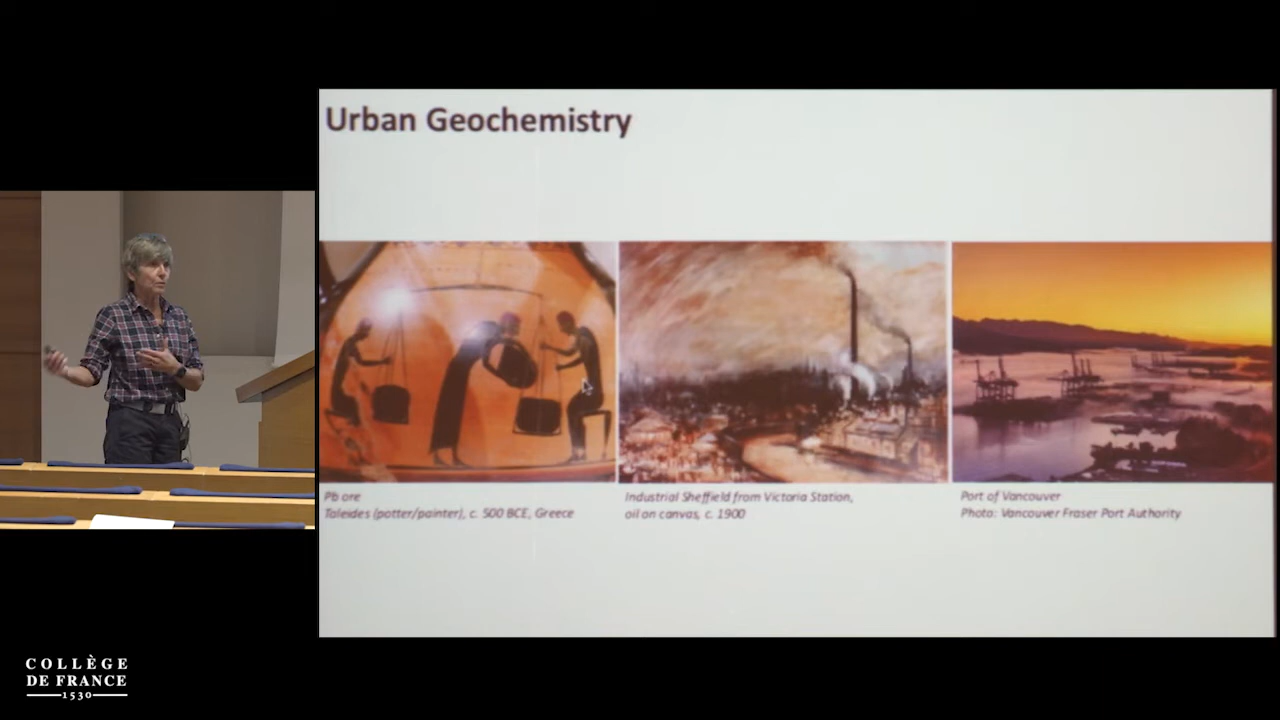 Urban Geochemistry
Pb ore
Taleides (potter/painter), c. 500 BCE, Greece
Industrial Sheffield from Victoria Station,
oil on canvas, c. 1900
Port of Vancouver
Photo: Vancouver Fraser Port Authority
COLLÈGE
DE FRANCE
1530